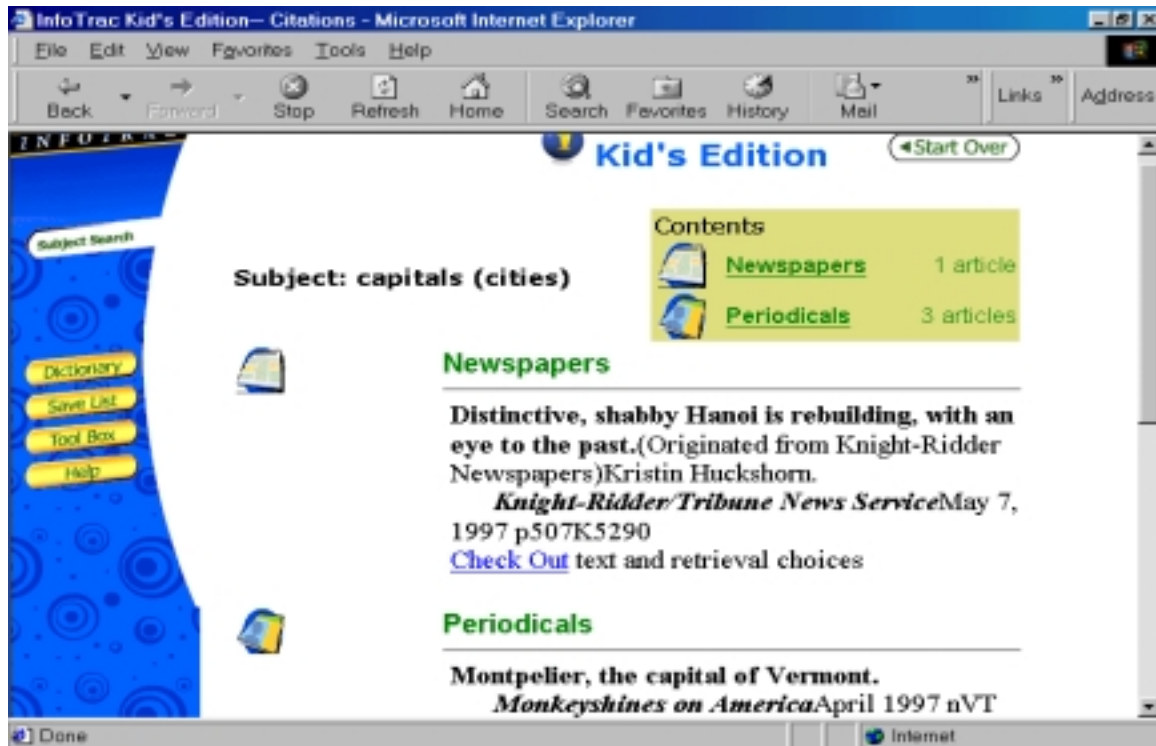 InfoTrac Kid's Edition-- Citations - Microsoft Internet Explorer
File Edit View Favorites Tools Help
Back Forward Stop Refresh Home Search Favorites History Mail » Links » Address
Kid's Edition
Start Over
Subject Search
Contents
Newspapers 1 article
Periodicals 3 articles
Subject: capitals (cities)
Dictionary
Save List
Tool Box
Help
Newspapers
Distinctive, shabby Hanoi is rebuilding, with an
eye to the past.(Originated from Knight-Ridder
Newspapers)Kristin Huckshorn.
Knight-Ridder/Tribune News ServiceMay 7,
1997 p507K5290
Check Out text and retrieval choices
Periodicals
Montpelier, the capital of Vermont.
Monkeyshines on AmericaApril 1997 nVT
Done Internet